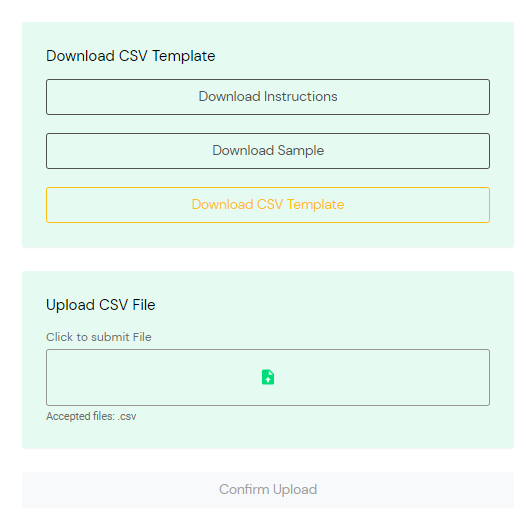 Download CSV Template
Download Instructions
Download Sample
Download CSV Template
Upload CSV File
Click to submit File
Accepted files: .csv
Confirm Upload